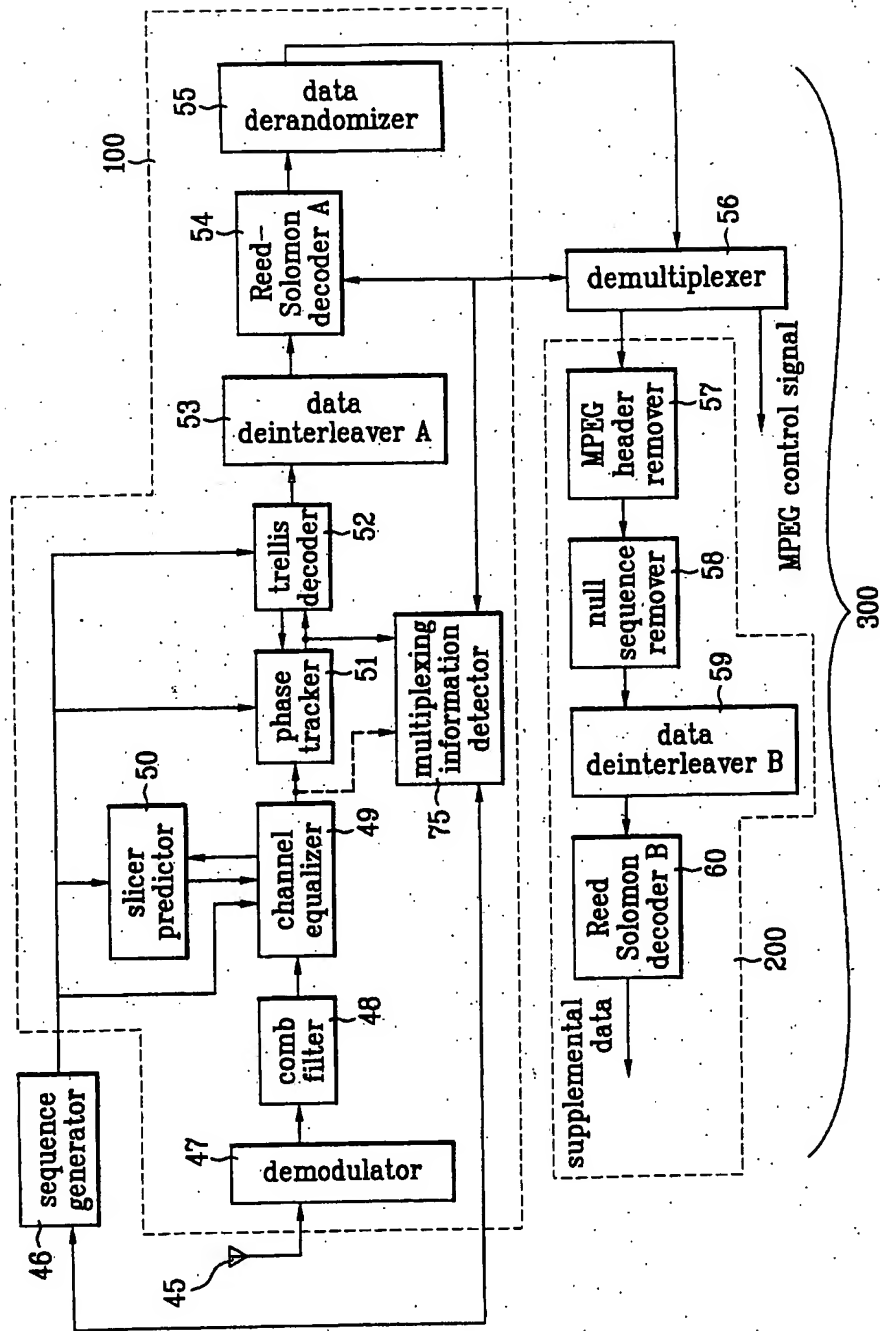 100
46
sequence
generator
50
slicer
predictor
45
47
demodulator
48
comb
filter
49
channel
equalizer
51
phase
tracker
52
trellis
decoder
53
data
deinterleaver A
54
Reed-
Solomon
decoder A
55
data
derandomizer
75
multiplexing
information
detector
56
demultiplexer
MPEG control signal
57
MPEG
header
remover
58
null
sequence
remover
59
data
deinterleaver B
60
Reed
Solomon
decoder B
supplemental
data
200
300